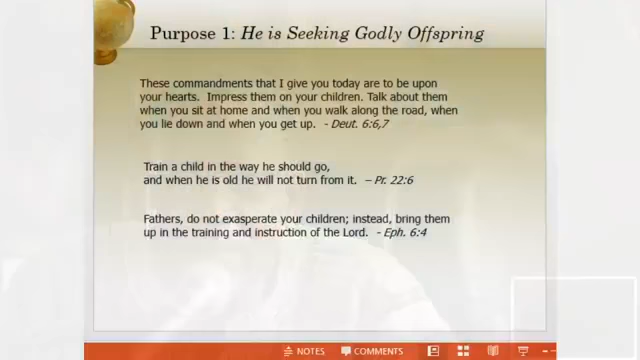 Purpose 1: He is Seeking Godly Offspring
These commandments that I give you today are to be upon
your hearts. Impress them on your children. Talk about them
when you sit at home and when you walk along the road, when
you lie down and when you get up. - Deut. 6:6,7
Train a child in the way he should go,
and when he is old he will not turn from it. – Pr. 22:6
Fathers, do not exasperate your children; instead, bring them
up in the training and instruction of the Lord. - Eph. 6:4
NOTES COMMENTS